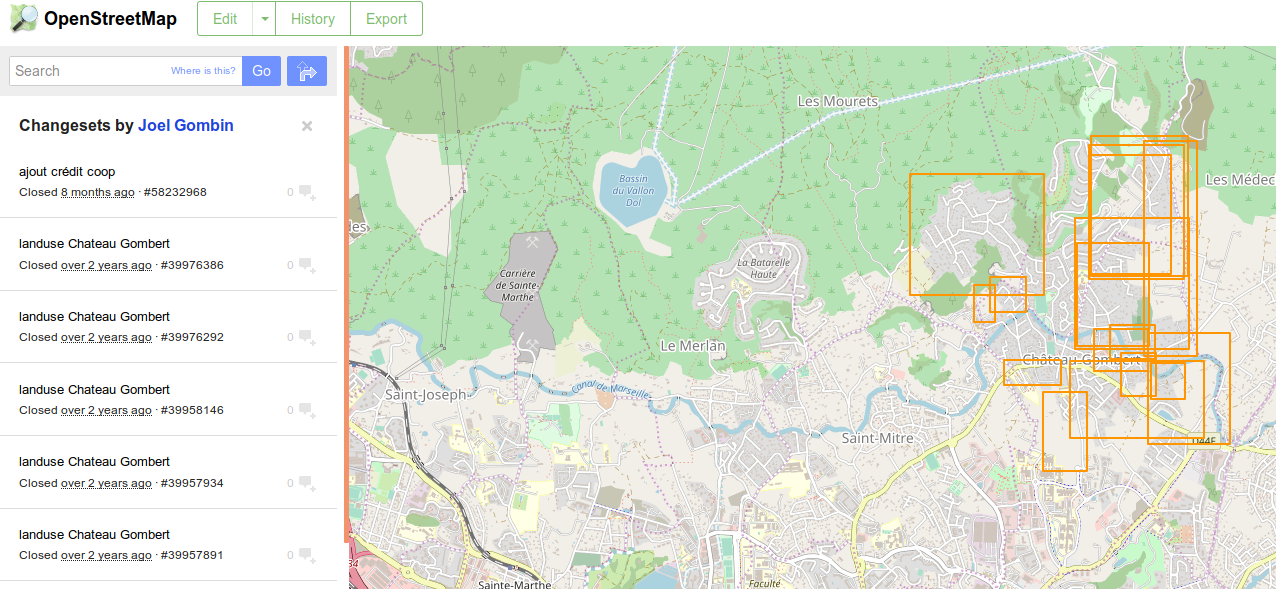 OpenStreetMap
Edit
History
Export
Search
Where is this?
Go
Changesets by Joel Gombin
×
ajout crédit coop
Closed 8 months ago · #58232968
0
landuse Chateau Gombert
Closed over 2 years ago · #39976386
0
landuse Chateau Gombert
Closed over 2 years ago · #39976292
0
landuse Chateau Gombert
Closed over 2 years ago · #39958146
0
landuse Chateau Gombert
Closed over 2 years ago · #39957934
0
landuse Chateau Gombert
Closed over 2 years ago · #39957891
0
Les Mourets
Bassin
du Vallon
Dol
Les Médec
des
La Batarelle
Haute
Carrière
de Sainte-
Marthe
Le Merlan
Château-Gombert
Canal de Marseille
Saint-Joseph
Saint-Mitre
D44F
Sainte-Marthe
Faculté